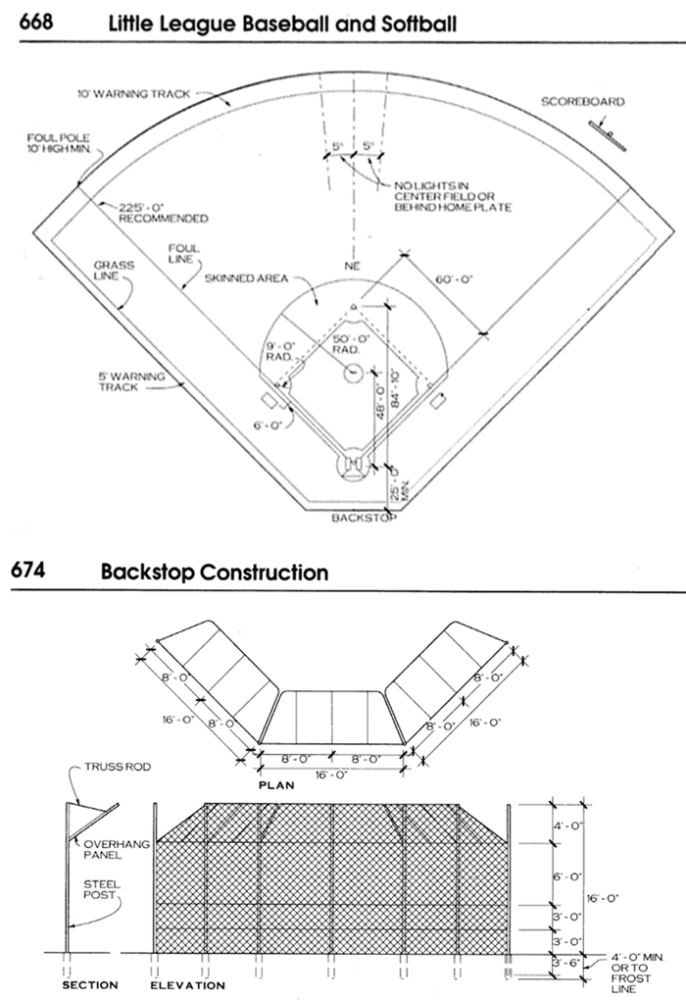 668 Little League Baseball and Softball
10' WARNING TRACK
SCOREBOARD
FOUL POLE
10' HIGH MIN.
5° 5°
NO LIGHTS IN
CENTER FIELD OR
BEHIND HOME PLATE
225'-0"
RECOMMENDED
FOUL
LINE
GRASS
LINE
SKINNED AREA
NE
60'-0"
50'-0"
RAD.
9'-0"
RAD.
5' WARNING
TRACK
6'-0"
48'-0"
84'-10"
25'-0"
MIN.
BACKSTOP
674 Backstop Construction
8'-0"
16'-0"
8'-0"
8'-0"
8'-0"
16'-0"
8'-0" 8'-0"
16'-0"
PLAN
TRUSS ROD
OVERHANG
PANEL
STEEL
POST
4'-0"
6'-0"
16'-0"
3'-0"
3'-0"
3'-6"
4'-0" MIN.
OR TO
FROST
LINE
SECTION
ELEVATION